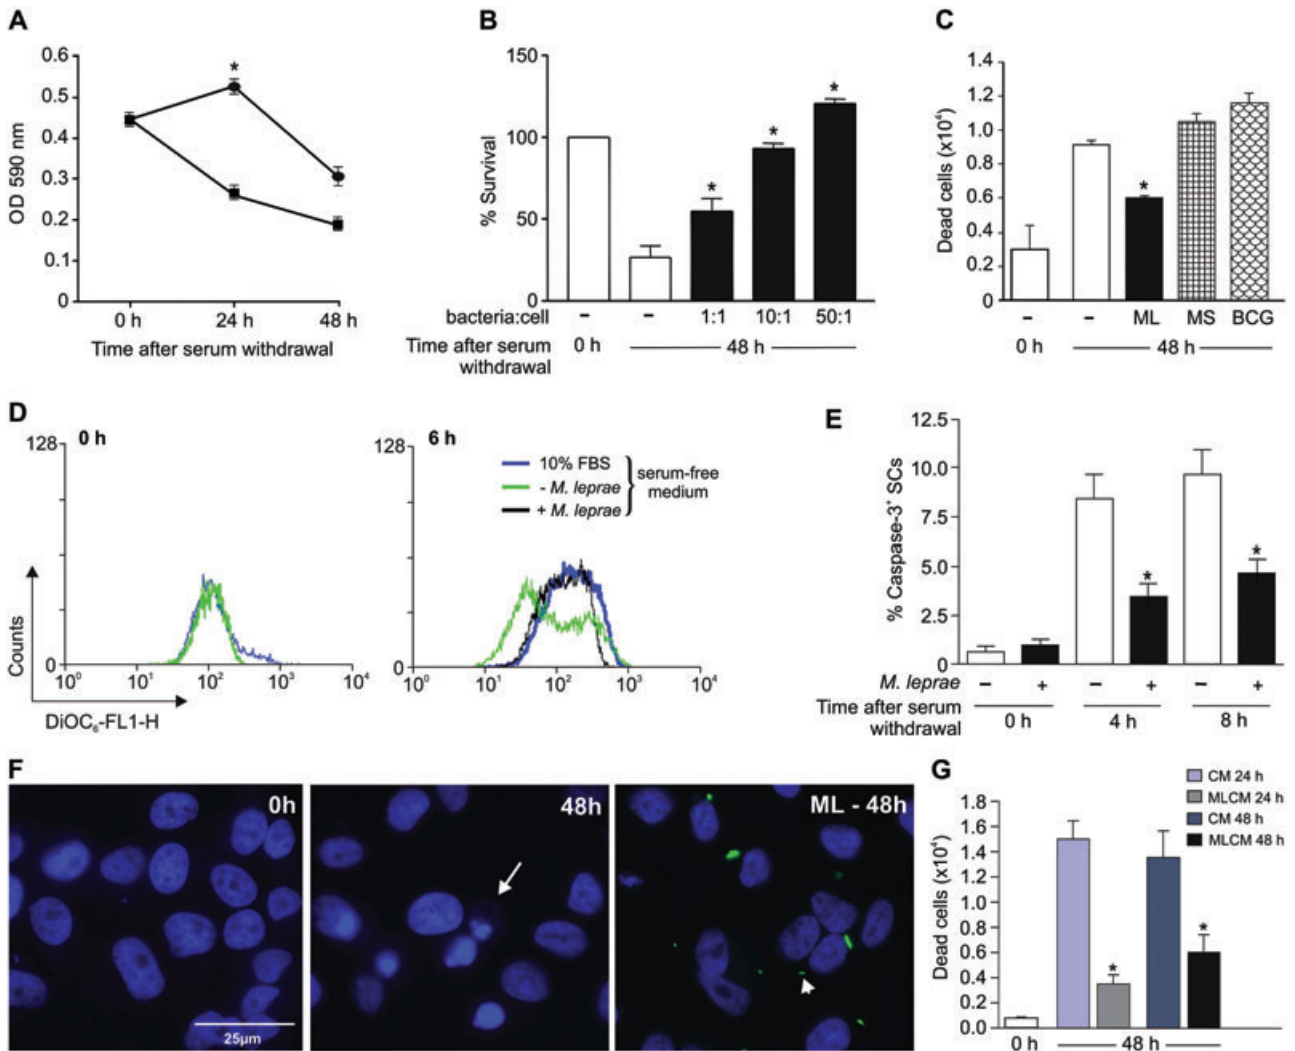 A
0.6
0.5
0.4
0.3
0.2
0.1
0
OD 590 nm
*
0 h 24 h 48 h
Time after serum withdrawal
B
150
100
50
0
% Survival
* * *
bacteria:cell – – 1:1 10:1 50:1
Time after serum withdrawal 0 h 48 h
C
1.4
1.2
1.0
0.8
0.6
0.4
0.2
0
Dead cells (x10⁴)
*
– – ML MS BCG
0 h 48 h
D
0 h
128
0
10⁰ 10¹ 10² 10³ 10⁴
Counts
DiOC₆-FL1-H
6 h
128
0
10⁰ 10¹ 10² 10³ 10⁴
10% FBS
- M. leprae
+ M. leprae
serum-free
medium
E
12.5
10.0
7.5
5.0
2.5
0
% Caspase-3⁺ SCs
* *
M. leprae – + – + – +
Time after serum
withdrawal 0 h 4 h 8 h
F
0h
25µm
48h
ML - 48h
G
CM 24 h
MLCM 24 h
CM 48 h
MLCM 48 h
1.8
1.6
1.4
1.2
1.0
0.8
0.6
0.4
0.2
0.0
Dead cells (x10⁴)
* *
0 h 48 h